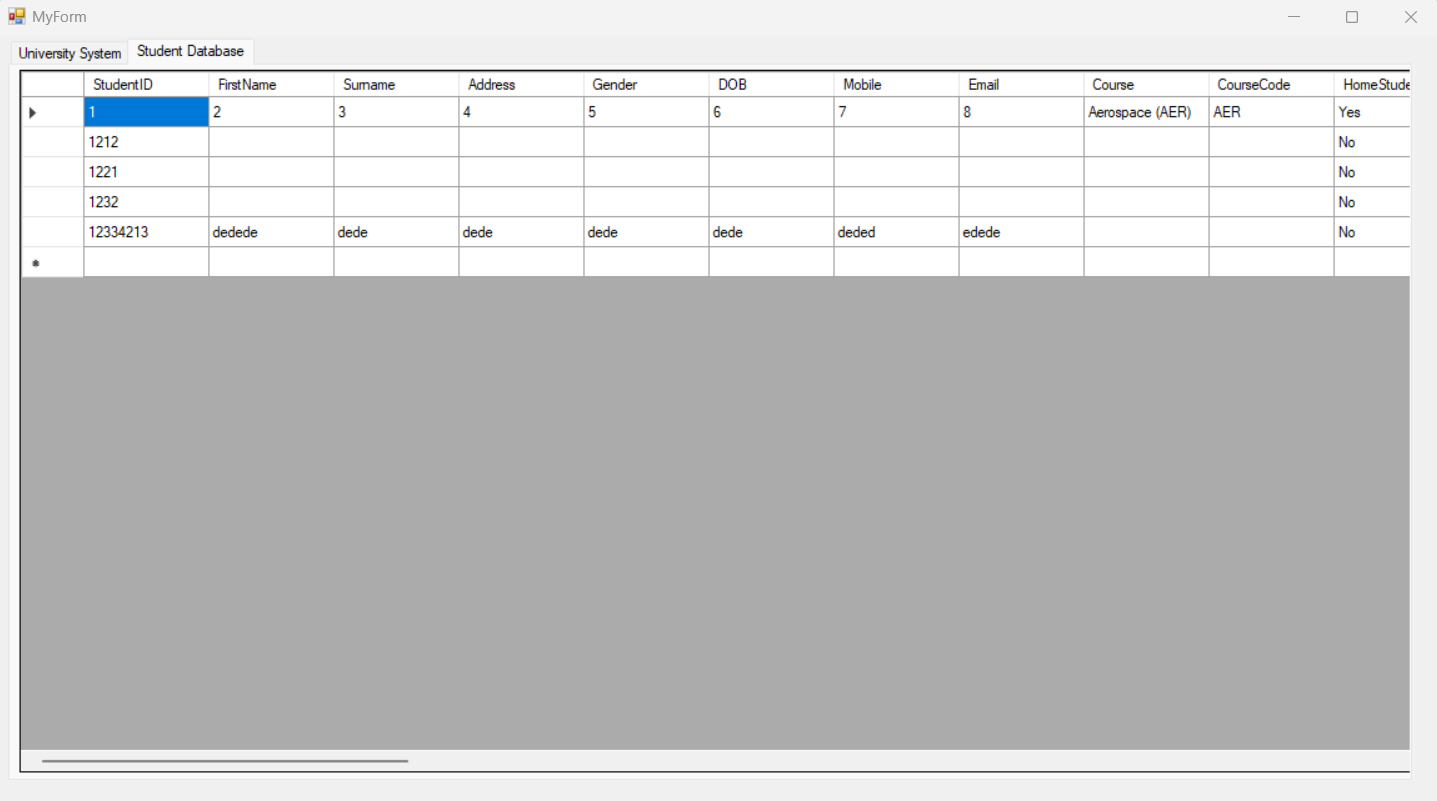 MyForm
University System Student Database
StudentID FirstName Surname Address Gender DOB Mobile Email Course CourseCode HomeStude
1 2 3 4 5 6 7 8 Aerospace (AER) AER Yes
1212 No
1221 No
1232 No
12334213 dedede dede dede dede dede deded edede No